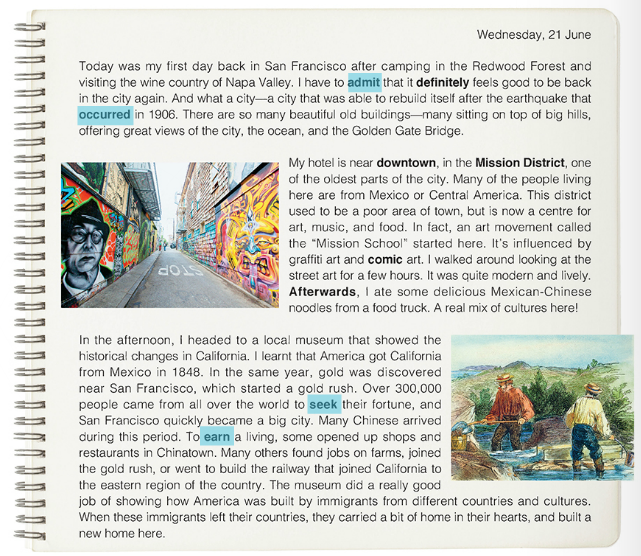 Wednesday, 21 June
Today was my first day back in San Francisco after camping in the Redwood Forest and
visiting the wine country of Napa Valley. I have to admit that it definitely feels good to be back
in the city again. And what a city—a city that was able to rebuild itself after the earthquake that
occurred in 1906. There are so many beautiful old buildings—many sitting on top of big hills,
offering great views of the city, the ocean, and the Golden Gate Bridge.
My hotel is near downtown, in the Mission District, one
of the oldest parts of the city. Many of the people living
here are from Mexico or Central America. This district
used to be a poor area of town, but is now a centre for
art, music, and food. In fact, an art movement called
the “Mission School” started here. It’s influenced by
graffiti art and comic art. I walked around looking at the
street art for a few hours. It was quite modern and lively.
Afterwards, I ate some delicious Mexican-Chinese
noodles from a food truck. A real mix of cultures here!
STOP
In the afternoon, I headed to a local museum that showed the
historical changes in California. I learnt that America got California
from Mexico in 1848. In the same year, gold was discovered
near San Francisco, which started a gold rush. Over 300,000
people came from all over the world to seek their fortune, and
San Francisco quickly became a big city. Many Chinese arrived
during this period. To earn a living, some opened up shops and
restaurants in Chinatown. Many others found jobs on farms, joined
the gold rush, or went to build the railway that joined California to
the eastern region of the country. The museum did a really good
job of showing how America was built by immigrants from different countries and cultures.
When these immigrants left their countries, they carried a bit of home in their hearts, and built a
new home here.